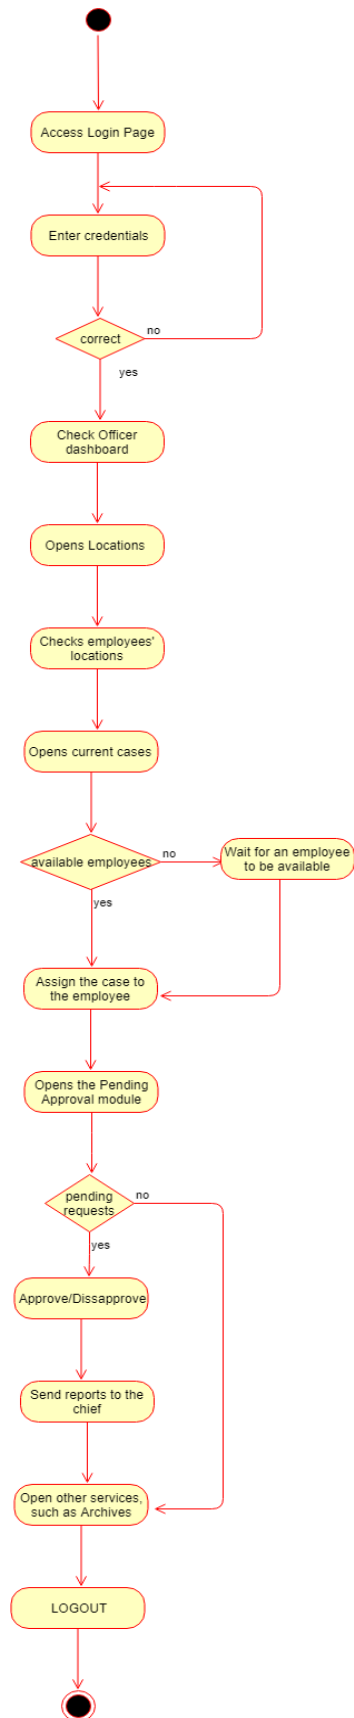 Access Login Page
Enter credentials
correct
no
yes
Check Officer
dashboard
Opens Locations
Checks employees'
locations
Opens current cases
available employees
no
Wait for an employee
to be available
yes
Assign the case to
the employee
Opens the Pending
Approval module
pending
requests
no
yes
Approve/Dissapprove
Send reports to the
chief
Open other services,
such as Archives
LOGOUT